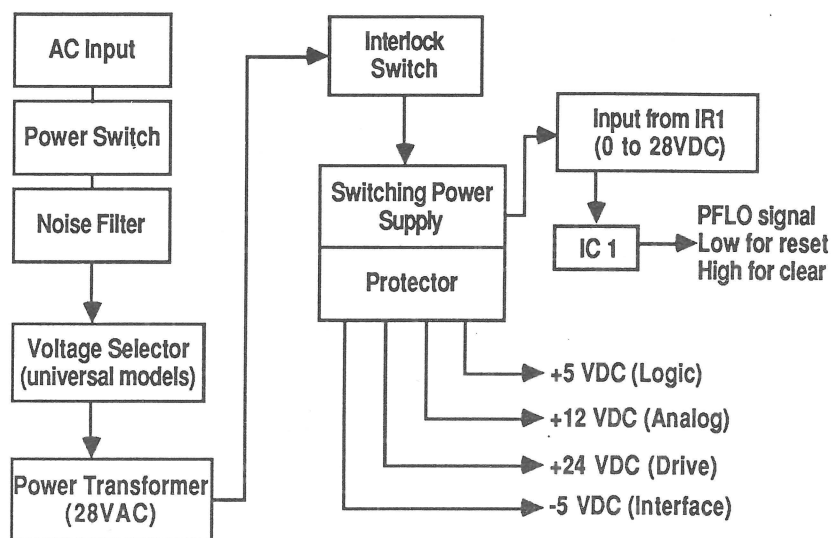 AC Input
Power Switch
Noise Filter
Voltage Selector
(universal models)
Power Transformer
(28VAC)
Interlock
Switch
Switching Power
Supply
Protector
Input from IR1
(0 to 28VDC)
IC 1
PFLO signal
Low for reset
High for clear
+5 VDC (Logic)
+12 VDC (Analog)
+24 VDC (Drive)
-5 VDC (Interface)